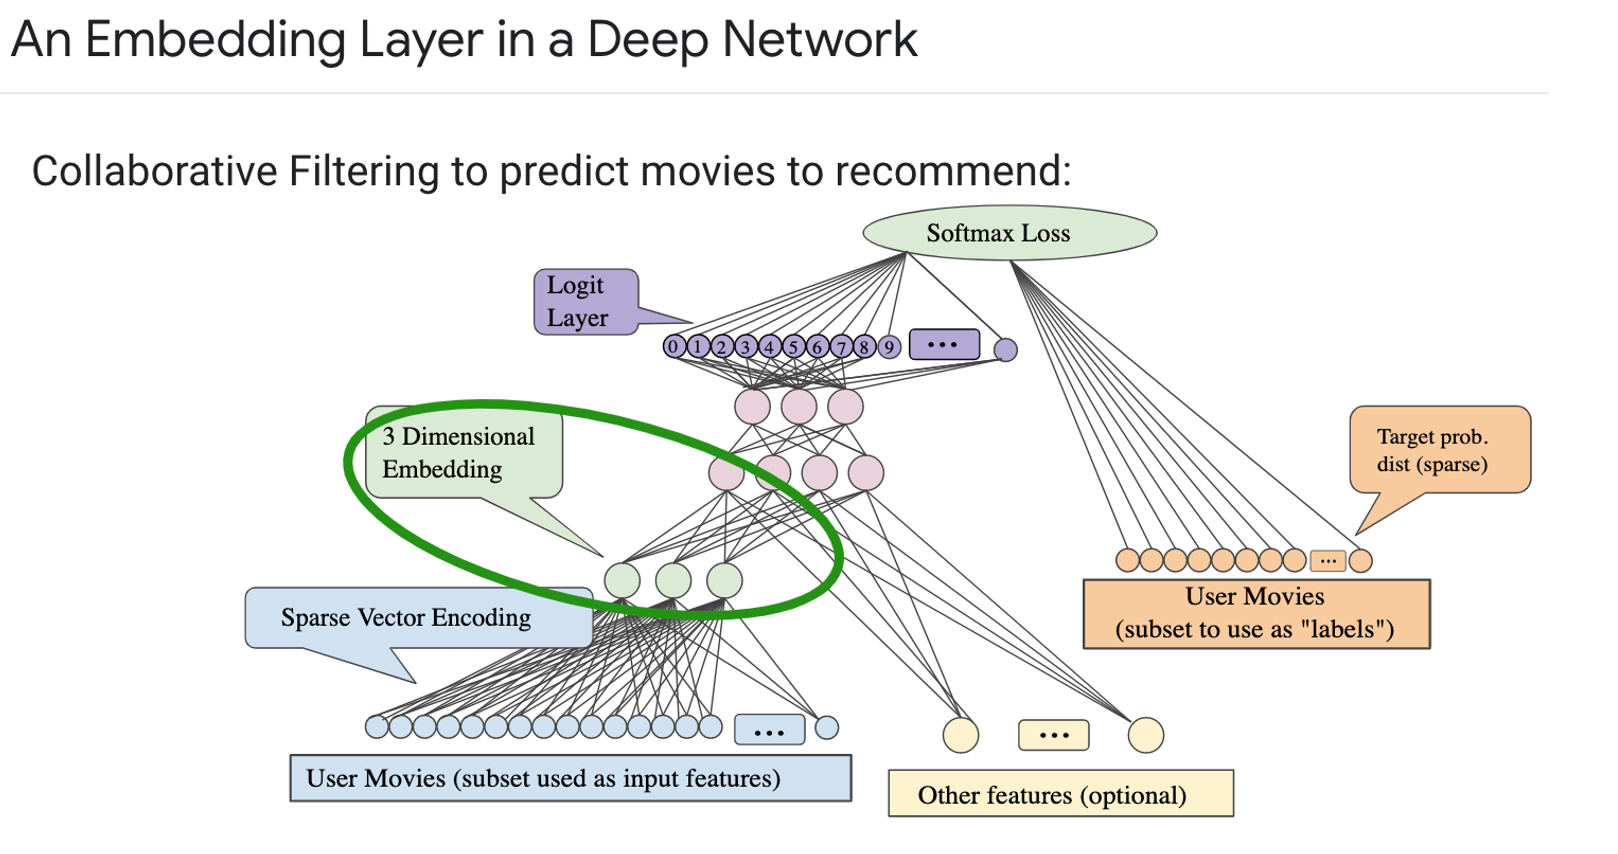 An Embedding Layer in a Deep Network
Collaborative Filtering to predict movies to recommend:
Softmax Loss
Logit
Layer
0 1 2 3 4 5 6 7 8 9 ...
3 Dimensional
Embedding
Target prob.
dist (sparse)
...
User Movies
(subset to use as "labels")
Sparse Vector Encoding
...
...
User Movies (subset used as input features)
Other features (optional)